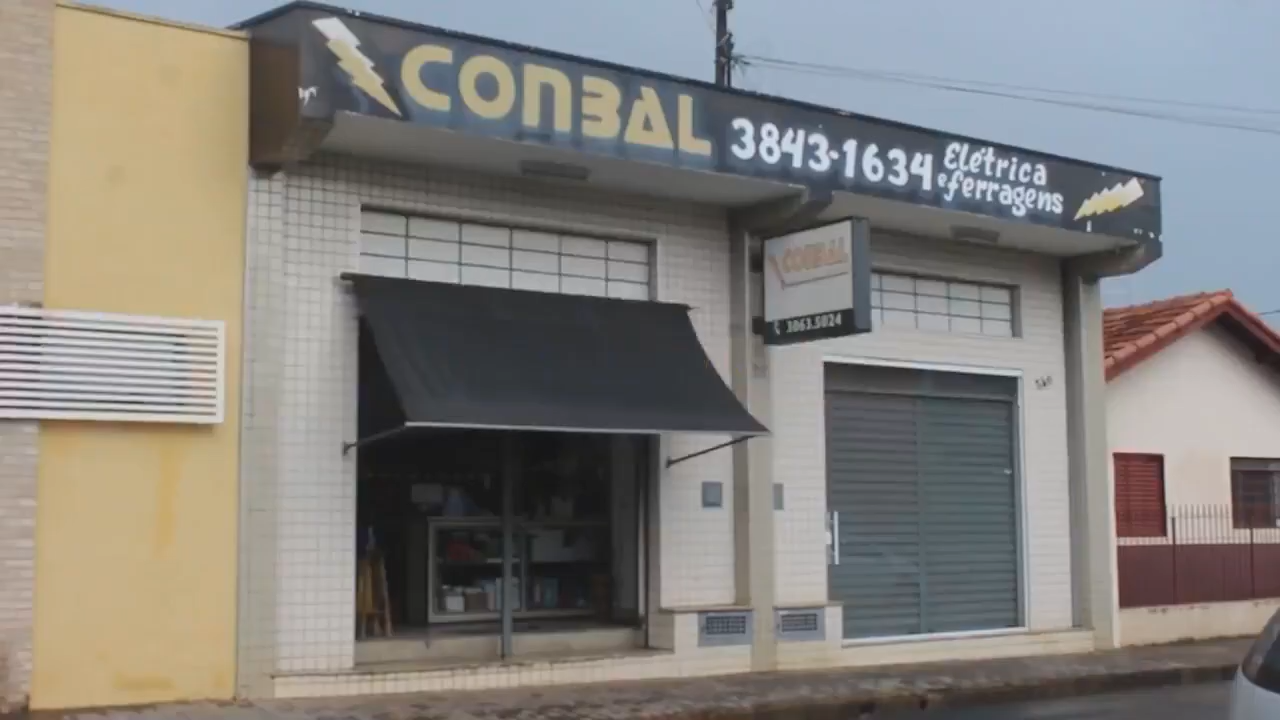 CONBAL
3843-1634
Elétrica
e ferragens
CONBAL
3863.5024